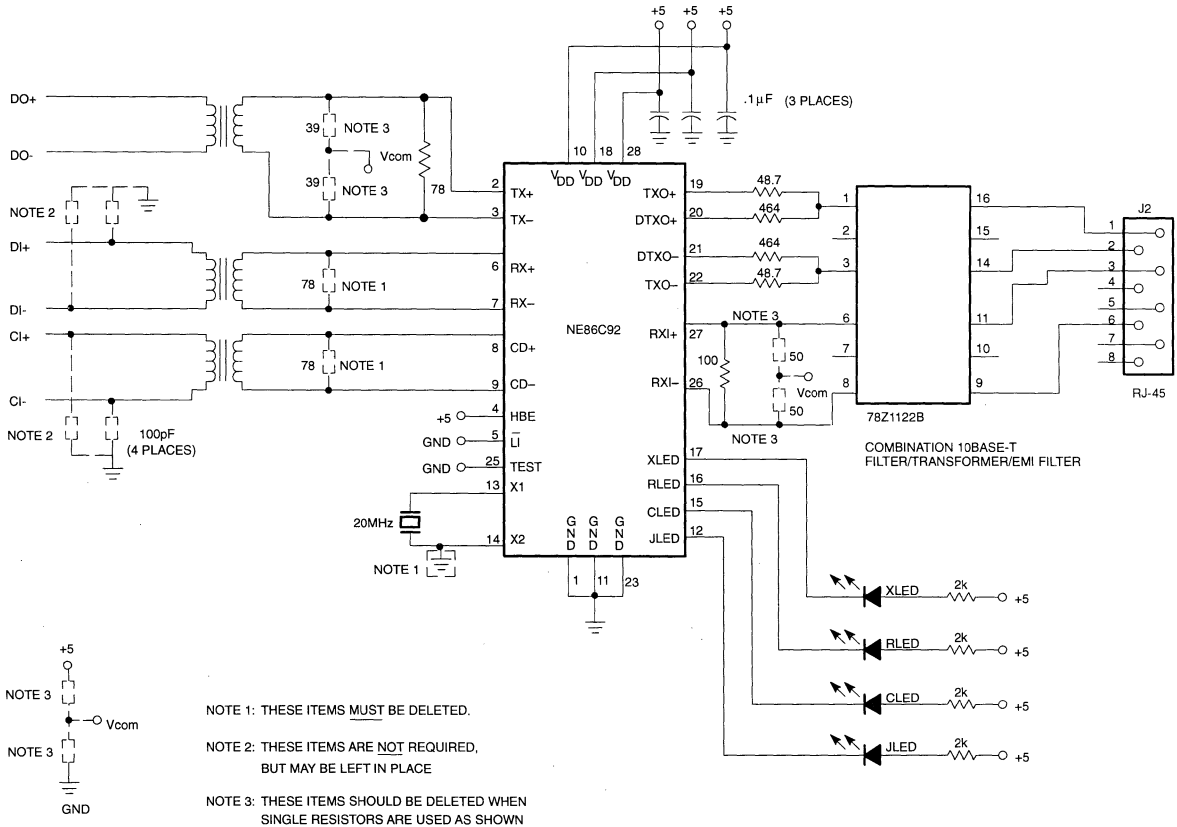 +5 +5 +5
.1µF (3 PLACES)
DO+
DO-
39 NOTE 3
Vcom
39 NOTE 3
78
NOTE 2
DI+
DI-
78 NOTE 1
CI+
CI-
78 NOTE 1
NOTE 2
100pF
(4 PLACES)
10 18 28
VDD VDD VDD
2 TX+
3 TX–
6 RX+
7 RX–
8 CD+
9 CD–
+5 4 HBE
GND 5 LI
GND 25 TEST
13 X1
20MHz
14 X2
NOTE 1
NE86C92
GND GND GND
1 11 23
TXO+ 19 48.7
DTXO+ 20 464
DTXO– 21 464
TXO– 22 48.7
RXI+ 27
RXI– 26
NOTE 3
100
50
Vcom
50
NOTE 3
XLED 17
RLED 16
CLED 15
JLED 12
1 16
2 15
3 14
6 11
7 10
8 9
78Z1122B
COMBINATION 10BASE-T
FILTER/TRANSFORMER/EMI FILTER
J2
1
2
3
4
5
6
7
8
RJ-45
XLED 2k +5
RLED 2k +5
CLED 2k +5
JLED 2k +5
+5
NOTE 3
Vcom
NOTE 3
GND
NOTE 1: THESE ITEMS MUST BE DELETED.
NOTE 2: THESE ITEMS ARE NOT REQUIRED,
BUT MAY BE LEFT IN PLACE
NOTE 3: THESE ITEMS SHOULD BE DELETED WHEN
SINGLE RESISTORS ARE USED AS SHOWN